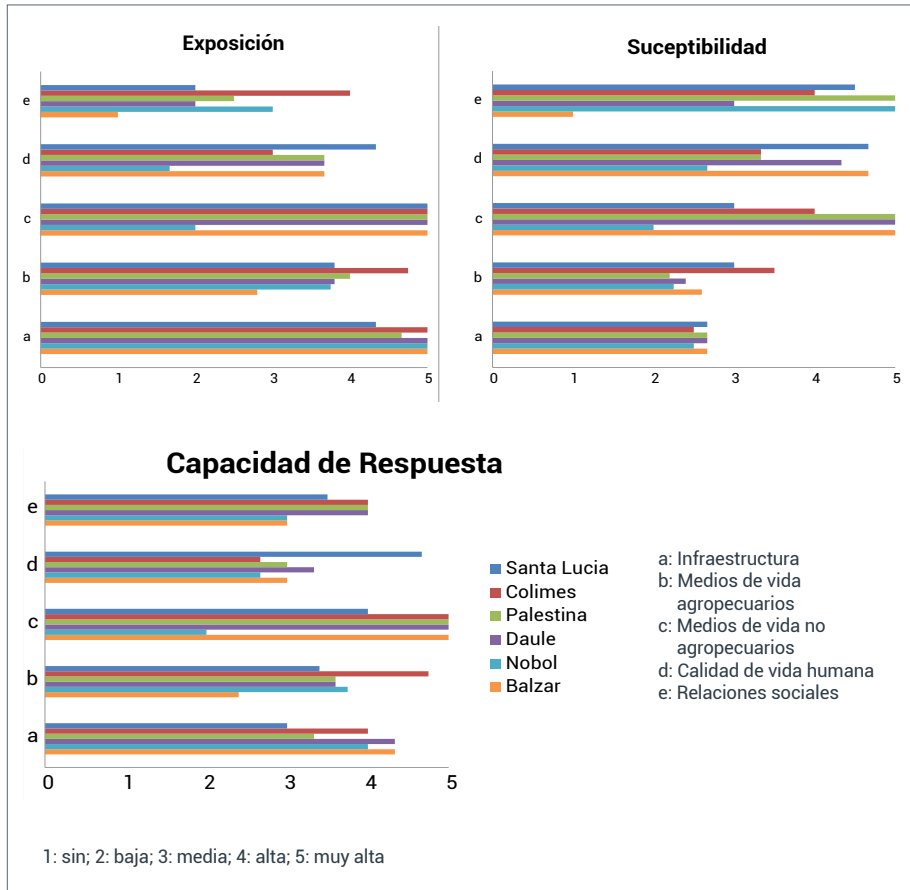 Exposición
e
d
c
b
a
0 1 2 3 4 5
Suceptibilidad
e
d
c
b
a
0 1 2 3 4 5
Capacidad de Respuesta
e
d
c
b
a
0 1 2 3 4 5
Santa Lucia
Colimes
Palestina
Daule
Nobol
Balzar
a: Infraestructura
b: Medios de vida
agropecuarios
c: Medios de vida no
agropecuarios
d: Calidad de vida humana
e: Relaciones sociales
1: sin; 2: baja; 3: media; 4: alta; 5: muy alta